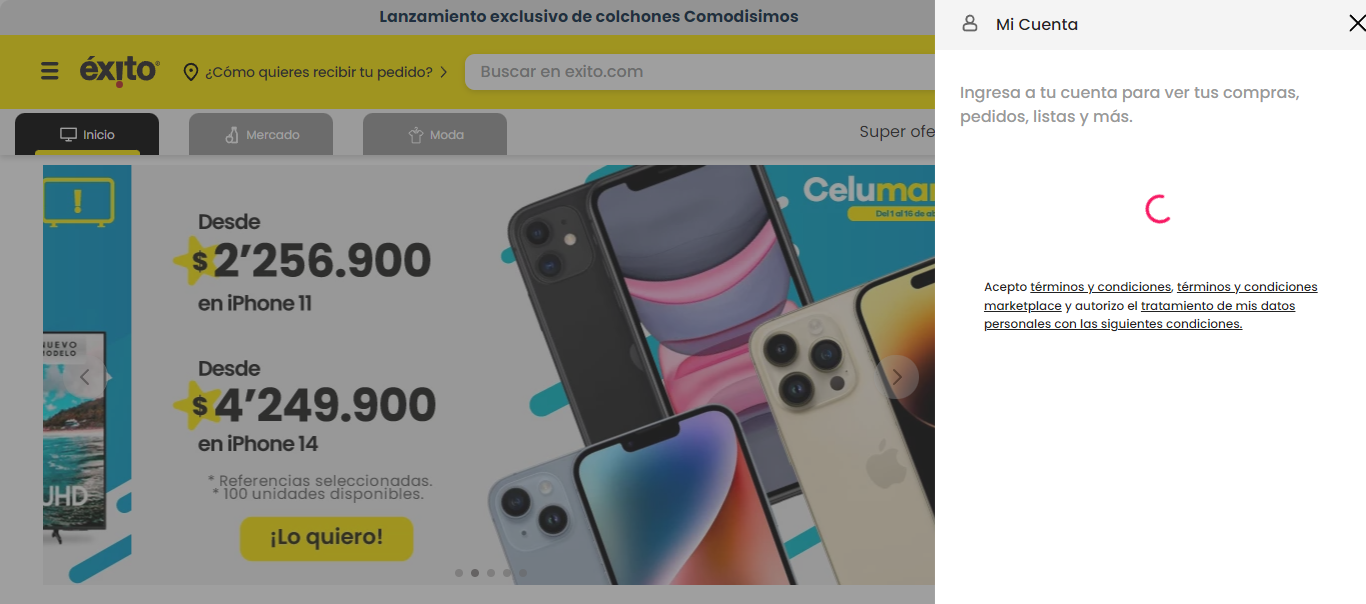 Lanzamiento exclusivo de colchones Comodisimos
éxito
¿Cómo quieres recibir tu pedido?
Buscar en exito.com
Inicio
Mercado
Moda
Super ofe
Mi Cuenta
Ingresa a tu cuenta para ver tus compras,
pedidos, listas y más.
Acepto términos y condiciones, términos y condiciones
marketplace y autorizo el tratamiento de mis datos
personales con las siguientes condiciones.
!
NUEVO
MODELO
UHD
Desde
$2’256.900
en iPhone 11
Desde
$4’249.900
en iPhone 14
* Referencias seleccionadas.
* 100 unidades disponibles.
¡Lo quiero!
Celumar
Del 1 al 16 de ab